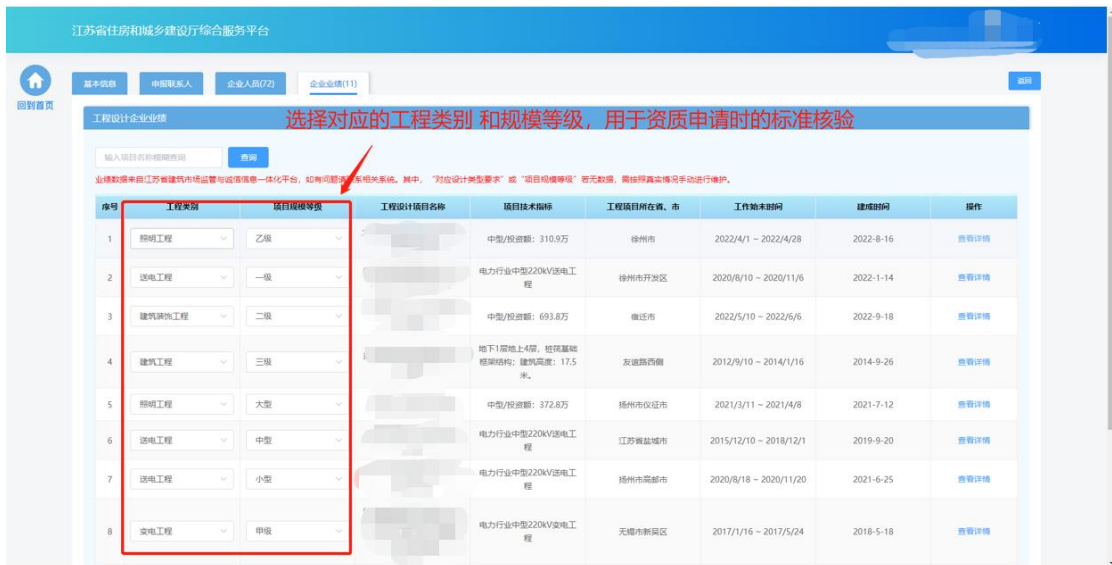 江苏省住房和城乡建设厅综合服务平台
回到首页
基本信息 申报联系人 企业人员(72) 企业业绩(11) 返回
工程设计企业业绩
选择对应的工程类别 和规模等级，用于资质申请时的标准核验
输入项目名称模糊查询 查询
业绩数据来自江苏省建筑市场监管与诚信信息一体化平台，如有问题请联系相关系统。其中，“对应设计类型要求”或“项目规模等级”若无数据，需按照真实情况手动进行维护。
序号 工程类别 项目规模等级 工程设计项目名称 项目技术指标 工程项目所在省、市 工作始末时间 建成时间 操作
1 照明工程 乙级 中型/投资额：310.9万 徐州市 2022/4/1 ~ 2022/4/28 2022-8-16 查看详情
2 送电工程 一级 电力行业中型220kV送电工程 徐州市开发区 2020/8/10 ~ 2020/11/6 2022-1-14 查看详情
3 建筑装饰工程 二级 中型/投资额：693.8万 宿迁市 2022/5/10 ~ 2022/6/6 2022-9-18 查看详情
4 建筑工程 三级 地下1层地上4层，桩筏基础框架结构；建筑高度：17.5米。 友谊路西侧 2012/9/10 ~ 2014/1/16 2014-9-26 查看详情
5 照明工程 大型 中型/投资额：372.8万 扬州市仪征市 2021/3/11 ~ 2021/4/8 2021-7-12 查看详情
6 送电工程 中型 电力行业中型220kV送电工程 江苏省盐城市 2015/12/10 ~ 2018/12/1 2019-9-20 查看详情
7 送电工程 小型 电力行业中型220kV送电工程 扬州市高邮市 2020/8/18 ~ 2020/11/20 2021-6-25 查看详情
8 变电工程 甲级 电力行业中型220kV变电工程 无锡市新吴区 2017/1/16 ~ 2017/5/24 2018-5-18 查看详情